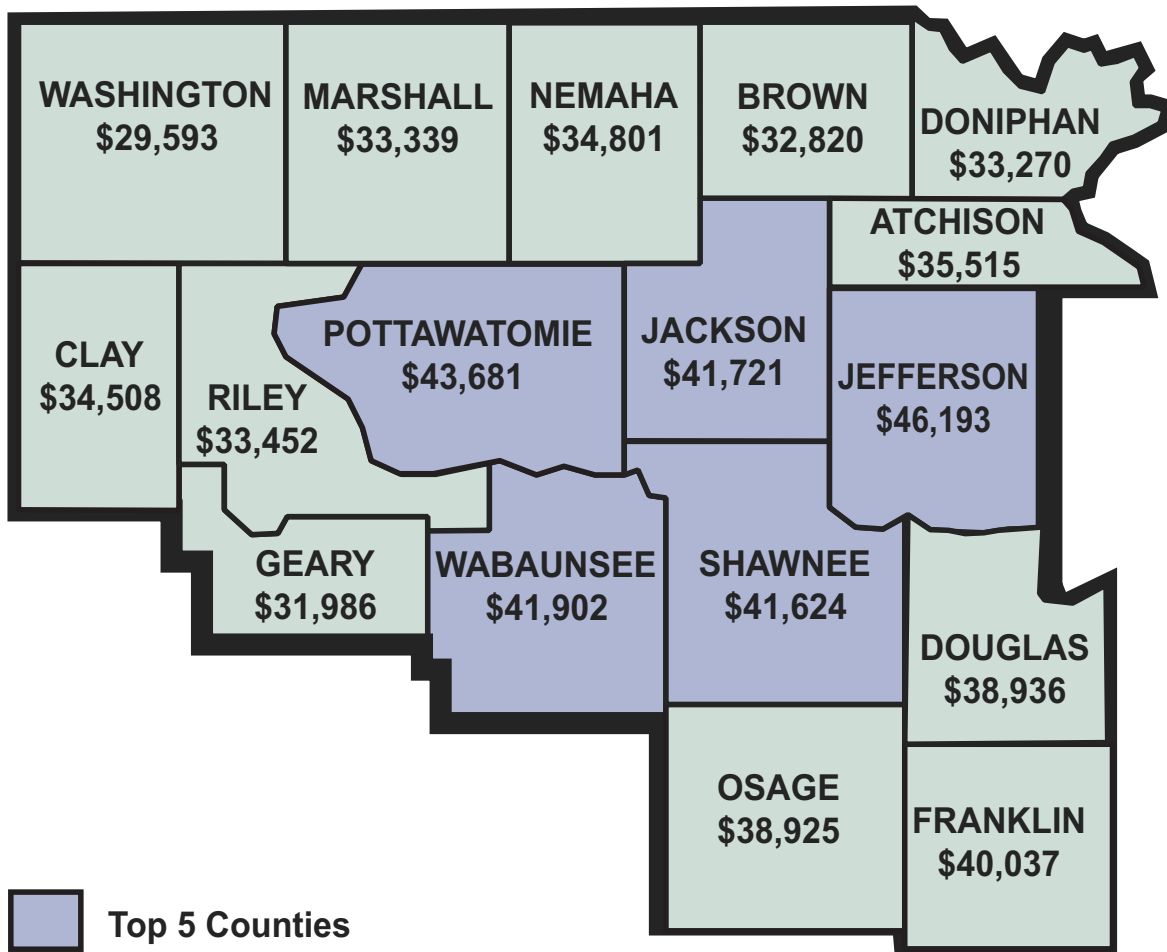 WASHINGTON
$29,593
MARSHALL
$33,339
NEMAHA
$34,801
BROWN
$32,820
DONIPHAN
$33,270
ATCHISON
$35,515
CLAY
$34,508
RILEY
$33,452
POTTAWATOMIE
$43,681
JACKSON
$41,721
JEFFERSON
$46,193
GEARY
$31,986
WABAUNSEE
$41,902
SHAWNEE
$41,624
DOUGLAS
$38,936
OSAGE
$38,925
FRANKLIN
$40,037
Top 5 Counties